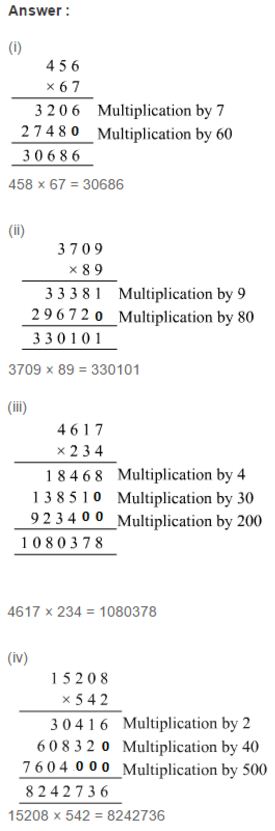 Answer :
(i)
4 5 6
× 6 7
3 2 0 6 Multiplication by 7
2 7 4 8 0 Multiplication by 60
3 0 6 8 6
458 × 67 = 30686
(ii)
3 7 0 9
× 8 9
3 3 3 8 1 Multiplication by 9
2 9 6 7 2 0 Multiplication by 80
3 3 0 1 0 1
3709 × 89 = 330101
(iii)
4 6 1 7
× 2 3 4
1 8 4 6 8 Multiplication by 4
1 3 8 5 1 0 Multiplication by 30
9 2 3 4 0 0 Multiplication by 200
1 0 8 0 3 7 8
4617 × 234 = 1080378
(iv)
1 5 2 0 8
× 5 4 2
3 0 4 1 6 Multiplication by 2
6 0 8 3 2 0 Multiplication by 40
7 6 0 4 0 0 0 Multiplication by 500
8 2 4 2 7 3 6
15208 × 542 = 8242736